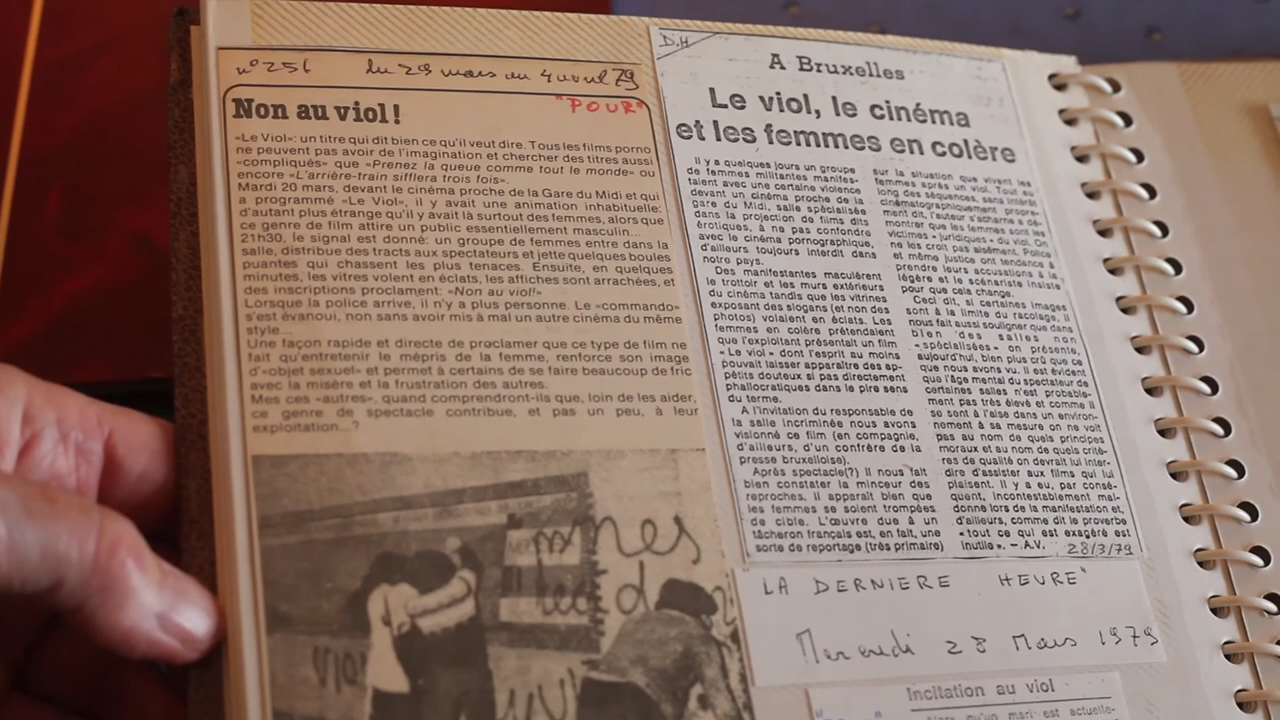 n° 256 du 29 mars au 4 avril 79
"POUR"
Non au viol!
«Le Viol»: un titre qui dit bien ce qu'il veut dire. Tous les films porno
ne peuvent pas avoir de l'imagination et chercher des titres aussi
«compliqués» que «Prenez la queue comme tout le monde» ou
encore «L'arrière-train sifflera trois fois».
Mardi 20 mars, devant le cinéma proche de la Gare du Midi et qui
a programmé «Le Viol», il y avait une animation inhabituelle:
d'autant plus étrange qu'il y avait là surtout des femmes, alors que
ce genre de film attire un public essentiellement masculin...
21h30, le signal est donné: un groupe de femmes entre dans la
salle, distribue des tracts aux spectateurs et jette quelques boules
puantes qui chassent les plus tenaces. Ensuite, en quelques
minutes, les vitres volent en éclats, les affiches sont arrachées, et
des inscriptions proclament: «Non au viol!»
Lorsque la police arrive, il n'y a plus personne. Le «commando»
s'est évanoui, non sans avoir mis à mal un autre cinéma du même
style...
Une façon rapide et directe de proclamer que ce type de film ne
fait qu'entretenir le mépris de la femme, renforce son image
d'«objet sexuel» et permet à certains de se faire beaucoup de fric
avec la misère et la frustration des autres.
Mes ces «autres», quand comprendront-ils que, loin de les aider,
ce genre de spectacle contribue, et pas un peu, à leur
exploitation...?
D.H
A Bruxelles
Le viol, le cinéma
et les femmes en colère
Il y a quelques jours un groupe
de femmes militantes manifes-
taient avec une certaine violence
devant un cinéma proche de la
gare du Midi, salle spécialisée
dans la projection de films dits
érotiques, à ne pas confondre
avec le cinéma pornographique,
d'ailleurs toujours interdit dans
notre pays.
Des manifestantes maculèrent
le trottoir et les murs extérieurs
du cinéma tandis que les vitrines
exposant des slogans (et non des
photos) volaient en éclats. Les
femmes en colère prétendaient
que l'exploitant présentait un film
« Le viol » dont l'esprit au moins
pouvait laisser apparaître des ap-
pétits douteux si pas directement
phallocratiques dans le pire sens
du terme.
A l'invitation du responsable de
la salle incriminée nous avons
visionné ce film (en compagnie,
d'ailleurs, d'un confrère de la
presse bruxelloise).
Après spectacle(?) il nous fait
bien constater la minceur des
reproches. Il apparaît bien que
les femmes se soient trompées
de cible. L'œuvre due à un
tâcheron français est, en fait, une
sorte de reportage (très primaire)
sur la situation que vivent les
femmes après un viol. Tout au
long des séquences, sans intérêt
cinématographiquement propre-
ment dit, l'auteur s'acharne à dé-
montrer que les femmes sont les
victimes « juridiques » du viol. On
ne les croit pas aisément. Police
et même justice ont tendance à
prendre leurs accusations à la
légère et le scénariste insiste
pour que cela change.
Ceci dit, si certaines images
sont à la limite du racolage, il
nous faut aussi souligner que dans
bien des salles non
« spécialisées » on présente,
aujourd'hui, bien plus crû que ce
que nous avons vu. Il est évident
que l'âge mental du spectateur de
certaines salles n'est probable-
ment pas très élevé et comme il
se sent à l'aise dans un environ-
nement à sa mesure on ne voit
pas au nom de quels principes
moraux et au nom de quels critè-
res de qualité on devrait lui inter-
dire d'assister aux films qui lui
plaisent. Il y a eu, par consé-
quent, incontestablement mal-
donne lors de la manifestation et,
d'ailleurs, comme dit le proverbe
« tout ce qui est exagéré est
inutile ». – A.V. 28/3/79
"LA DERNIERE HEURE"
Mercredi 28 Mars 1979
Incitation au viol